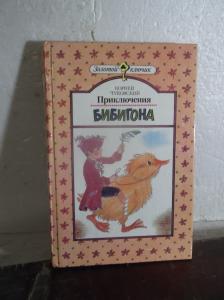 Золотой ключик
КОРНЕЙ
ЧУКОВСКИЙ
Приключения
БИБИГОНА